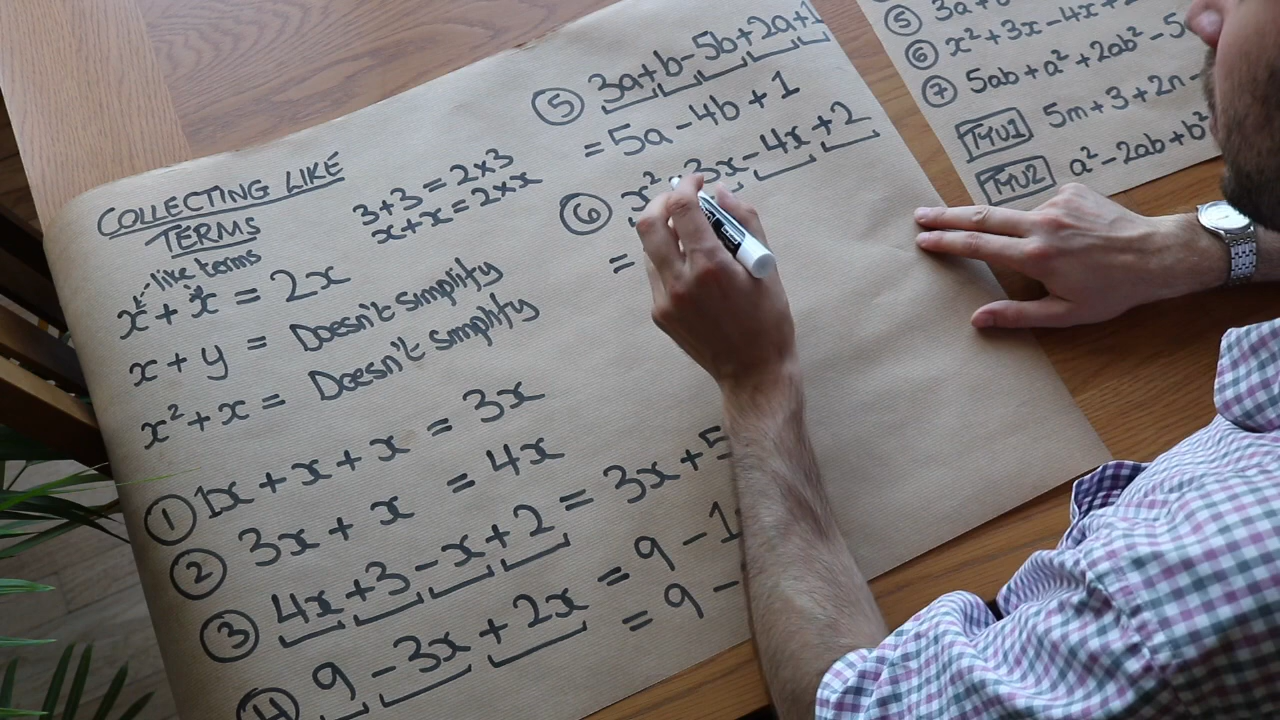 COLLECTING LIKE
TERMS
3+3 = 2×3
x+x = 2×x
like terms
x + x = 2x
x + y = Doesn't simplify
x² + x = Doesn't simplify
① 1x + x + x = 3x
② 3x + x = 4x
③ 4x + 3 - x + 2 = 3x + 5
④ 9 - 3x + 2x = 9 - 1
= 9 -
⑤ 3a + b - 5b + 2a + 1
= 5a - 4b + 1
⑥ x² 3x - 4x + 2
=
⑤ 3a +
⑥ x² + 3x - 4x +
⑦ 5ab + a² + 2ab² - 5
TYU1 5m + 3 + 2n -
TYU2 a² - 2ab + b²